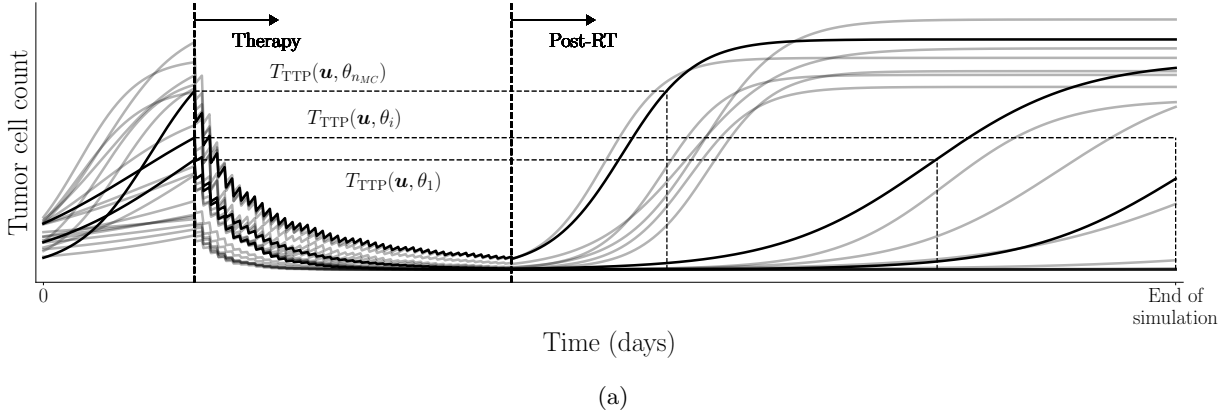 Therapy
Post-RT
T_TTP(u, θ_{n_MC})
T_TTP(u, θ_i)
T_TTP(u, θ_1)
Tumor cell count
0
End of
simulation
Time (days)
(a)